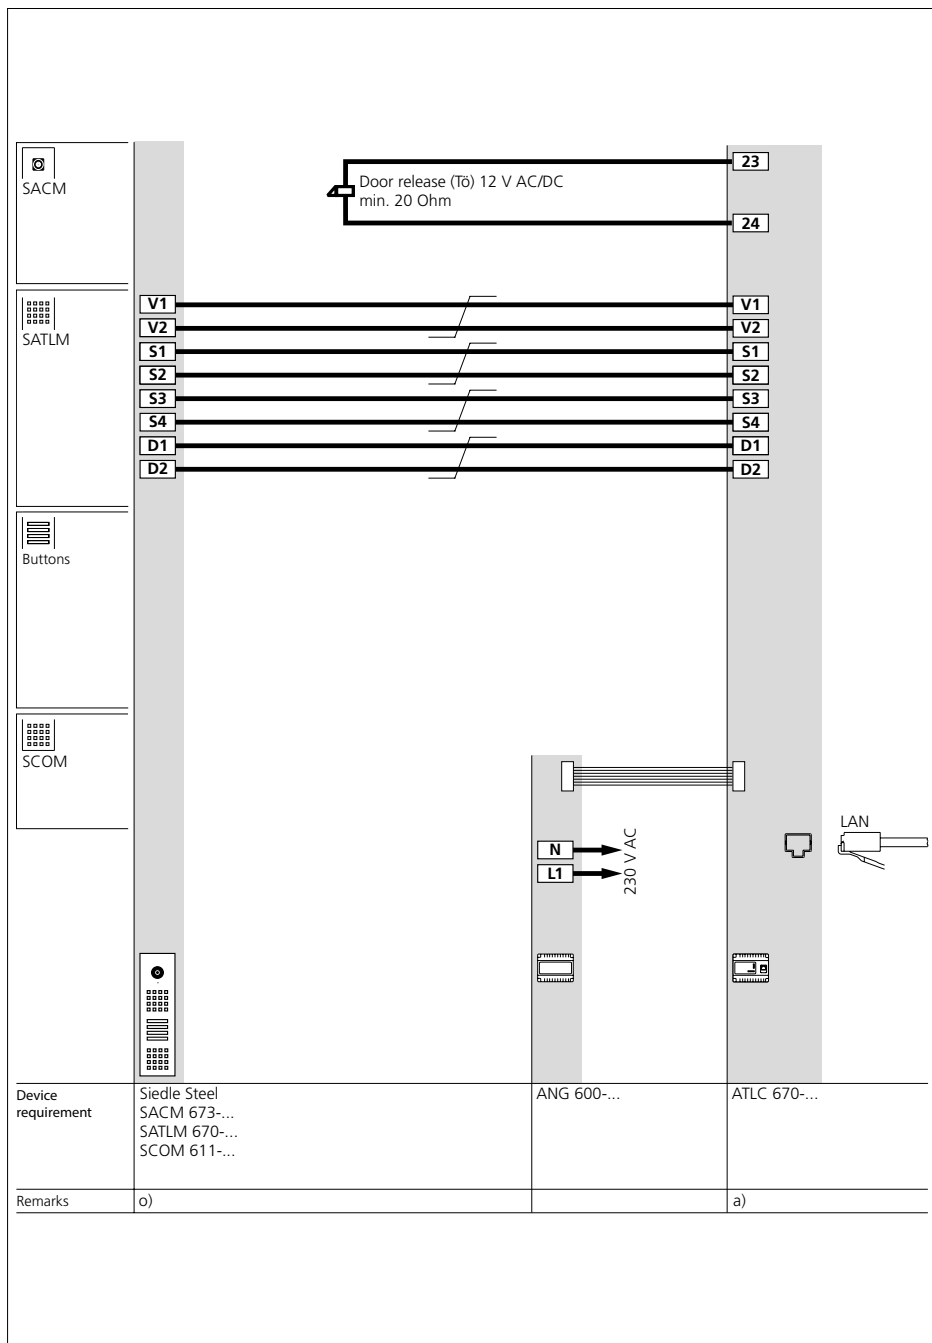 SACM
Door release (Tö) 12 V AC/DC
min. 20 Ohm
23
24
SATLM
V1 V1
V2 V2
S1 S1
S2 S2
S3 S3
S4 S4
D1 D1
D2 D2
Buttons
SCOM
LAN
N
L1
230 V AC
Device
requirement
Siedle Steel
SACM 673-...
SATLM 670-...
SCOM 611-...
ANG 600-...
ATLC 670-...
Remarks
o)
a)